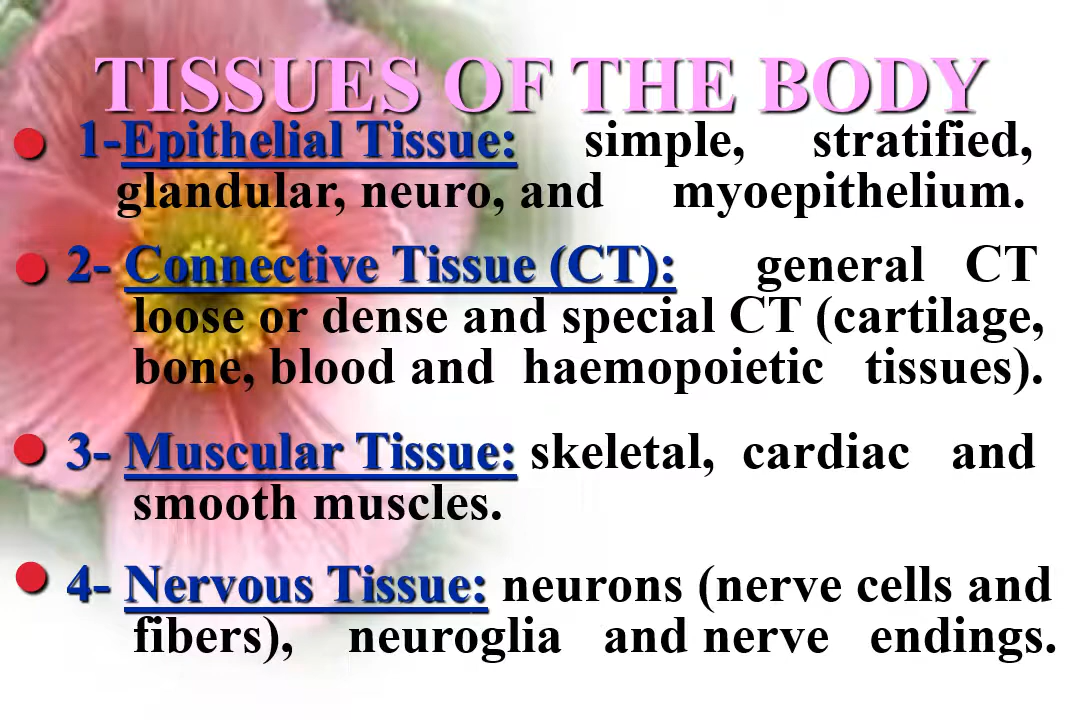 TISSUES OF THE BODY
1-Epithelial Tissue: simple, stratified,
glandular, neuro, and myoepithelium.
2- Connective Tissue (CT): general CT
loose or dense and special CT (cartilage,
bone, blood and haemopoietic tissues).
3- Muscular Tissue: skeletal, cardiac and
smooth muscles.
4- Nervous Tissue: neurons (nerve cells and
fibers), neuroglia and nerve endings.